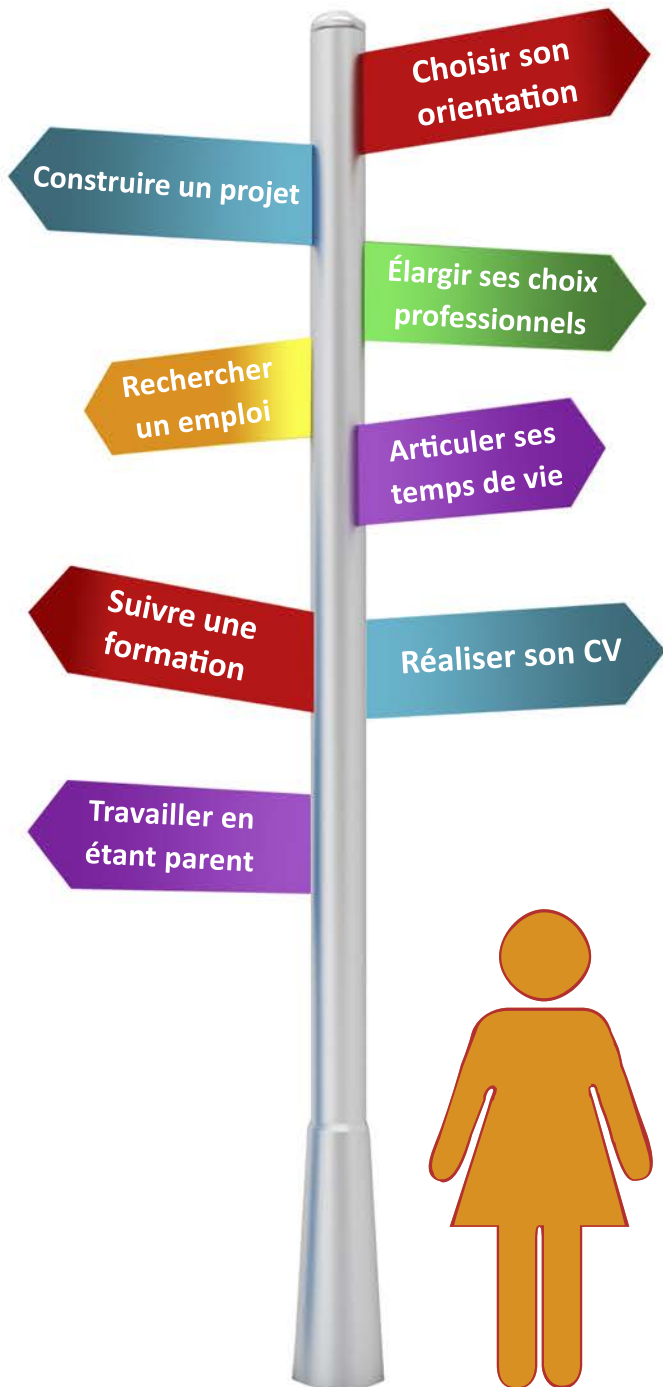 Choisir son
orientation
Construire un projet
Élargir ses choix
professionnels
Rechercher
un emploi
Articuler ses
temps de vie
Suivre une
formation
Réaliser son CV
Travailler en
étant parent